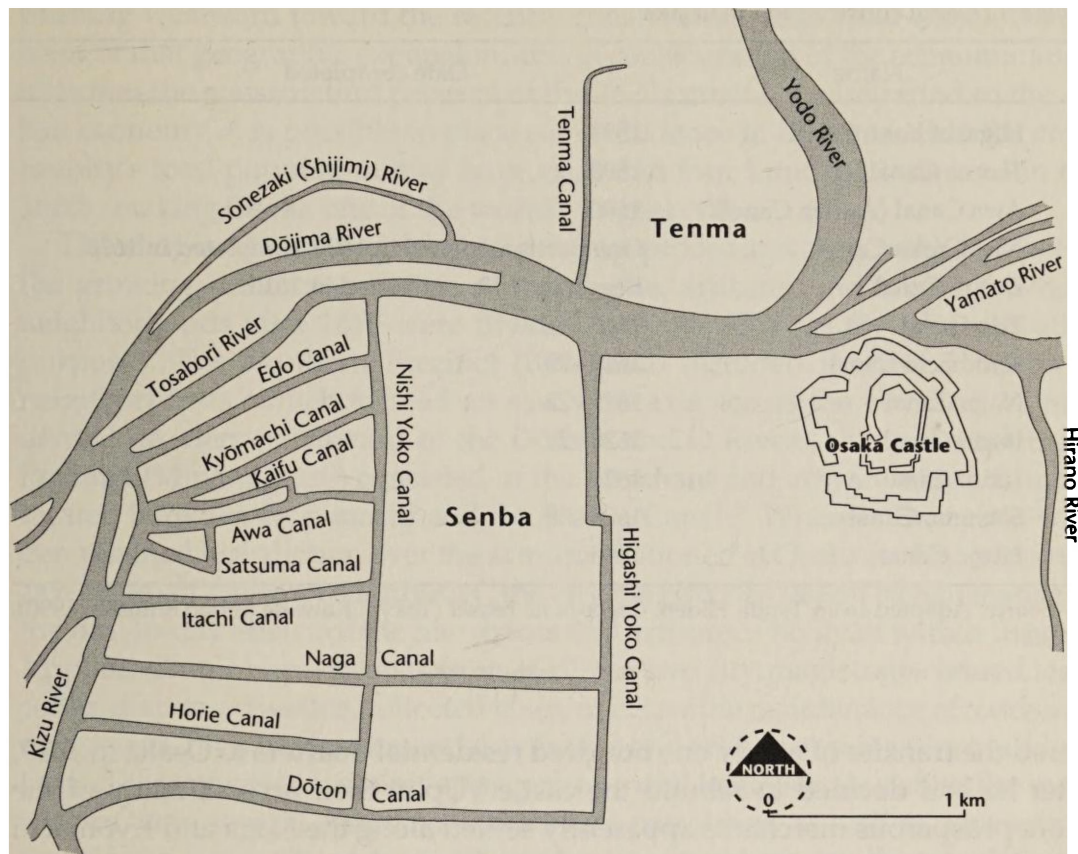 Yodo River
Tenma Canal
Sonezaki (Shijimi) River
Dōjima River
Tenma
Yamato River
Tosabori River
Edo Canal
Nishi Yoko Canal
Kyōmachi Canal
Kaifu Canal
Osaka Castle
Hirano River
Senba
Awa Canal
Satsuma Canal
Higashi Yoko Canal
Itachi Canal
Naga Canal
Kizu River
Horie Canal
Dōton Canal
NORTH
0 1 km